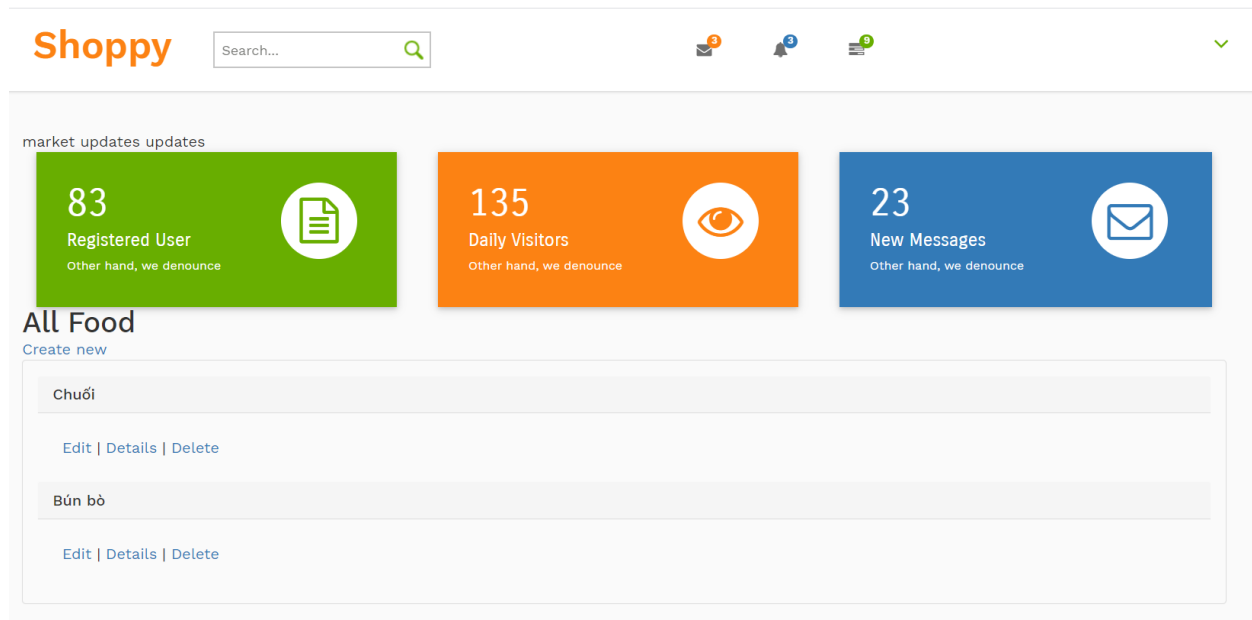 Shoppy
Search...
3
3
9
market updates updates
83
Registered User
Other hand, we denounce
135
Daily Visitors
Other hand, we denounce
23
New Messages
Other hand, we denounce
All Food
Create new
Chuối
Edit | Details | Delete
Bún bò
Edit | Details | Delete